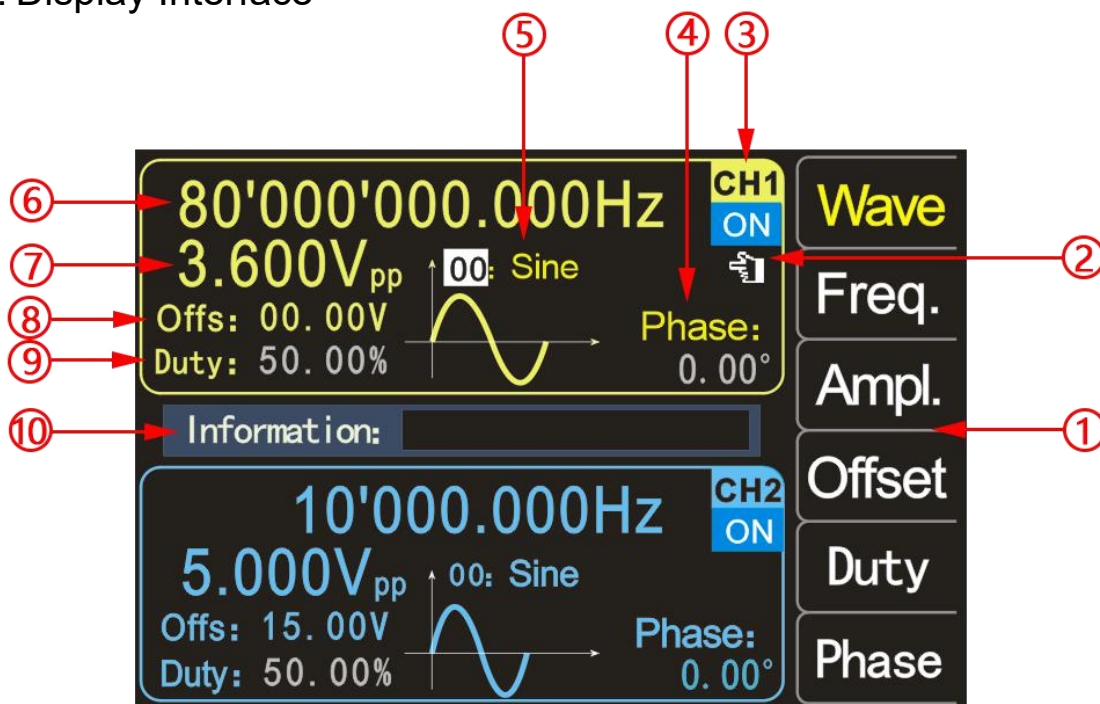 Display Interface
⑤ ④ ③
CH1
⑥ 80'000'000.000Hz
ON
Wave
⑦ 3.600Vpp
00: Sine
②
Freq.
⑧ Offs: 00.00V
Phase:
⑨ Duty: 50.00%
0.00°
Ampl.
⑩ Information:
①
Offset
CH2
10'000.000Hz
ON
5.000Vpp
00: Sine
Duty
Offs: 15.00V
Phase:
Duty: 50.00%
0.00°
Phase